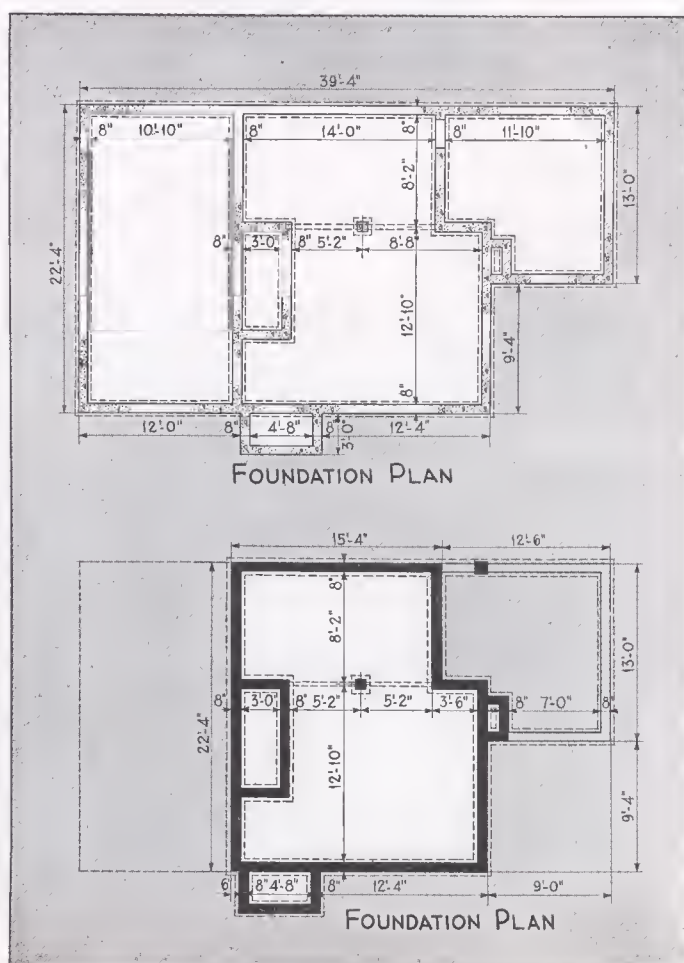 39'-4"
8" 10'-10" 8" 14'-0" 8" 8" 11'-10"
8'-2"
13'-0"
22'-4"
8" 3'-0 8" 5'-2" 8'-8"
12'-10"
9'-4"
8"
12'-0" 8" 4'-8" 8" 12'-4"
3'-0"
FOUNDATION PLAN
15'-4" 12'-6"
8"
8'-2"
13'-0"
8" 3'-0" 8" 5'-2" 5'-2" 3'-6" 8" 7'-0" 8"
22'-4"
12'-10"
9'-4"
6 8" 4'-8" 8" 12'-4" 9'-0"
FOUNDATION PLAN